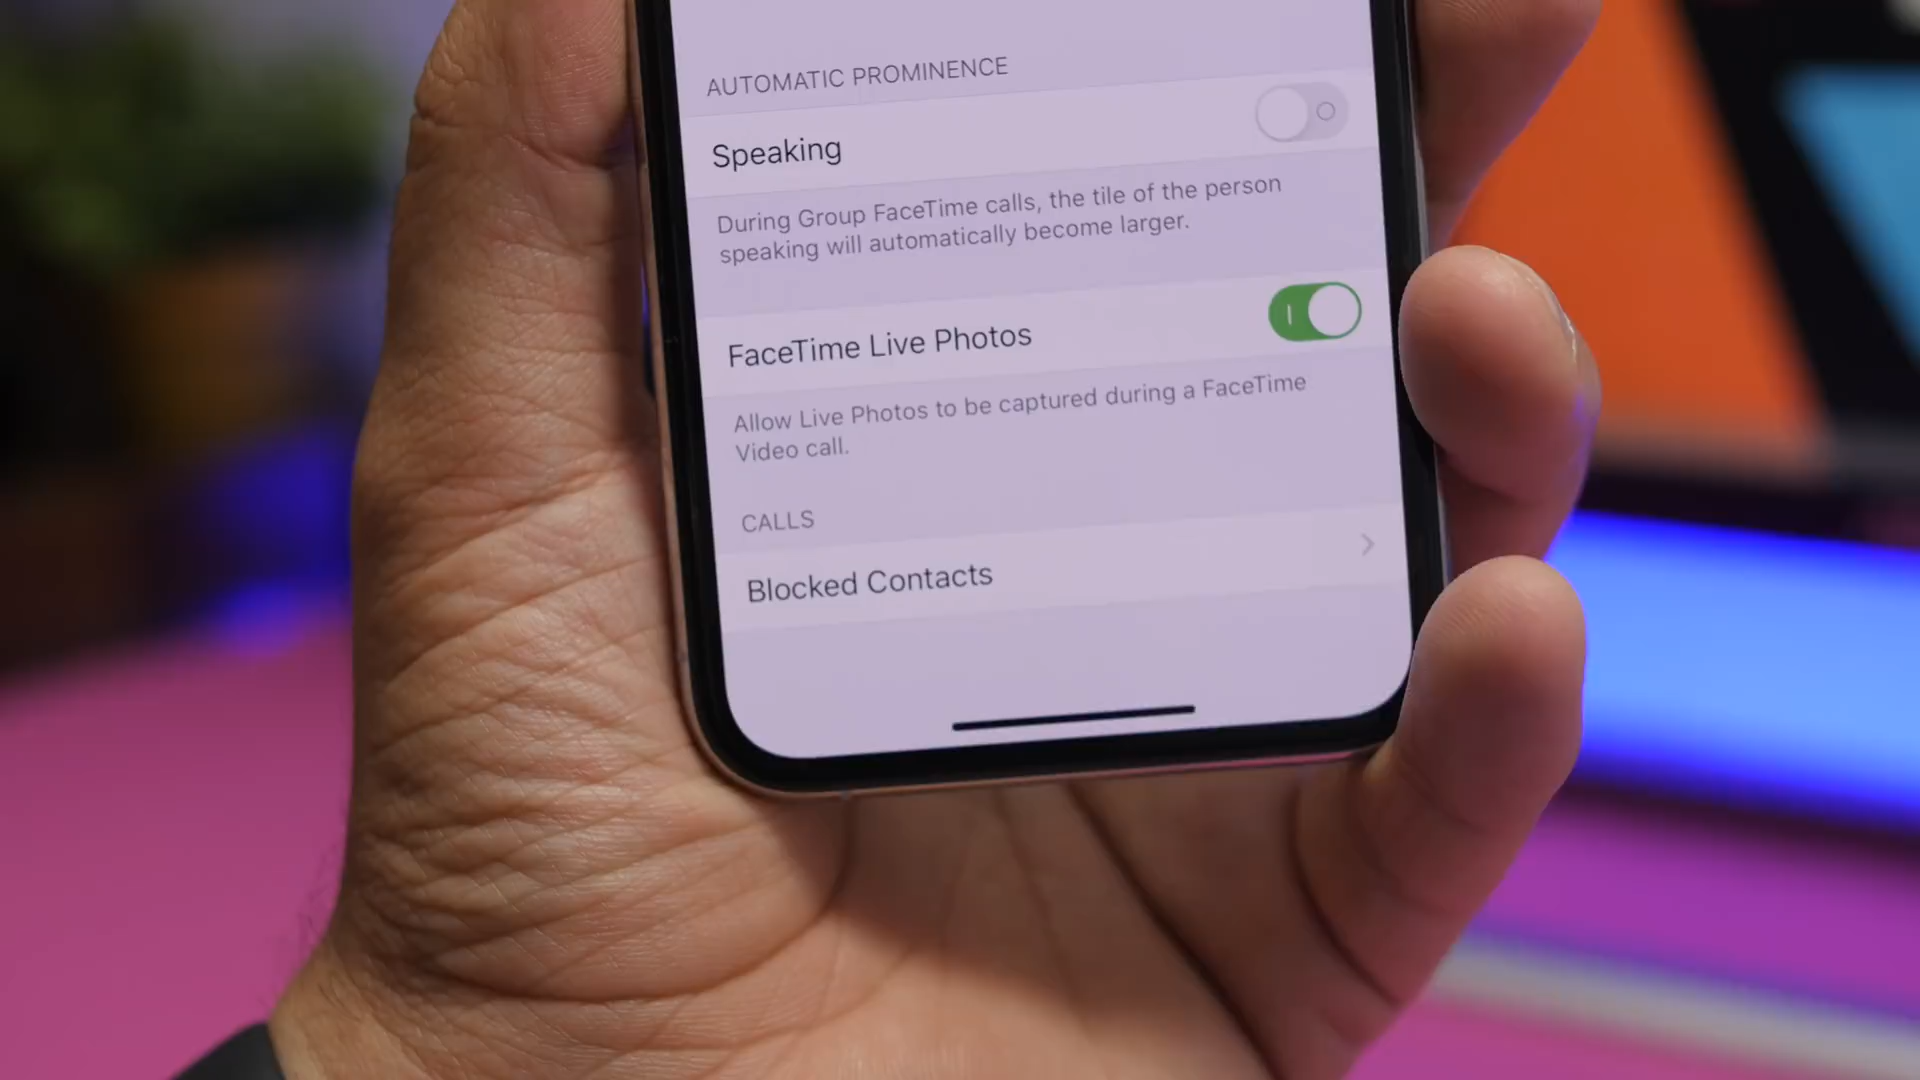 AUTOMATIC PROMINENCE
Speaking
During Group FaceTime calls, the tile of the person
speaking will automatically become larger.
FaceTime Live Photos
Allow Live Photos to be captured during a FaceTime
Video call.
CALLS
Blocked Contacts